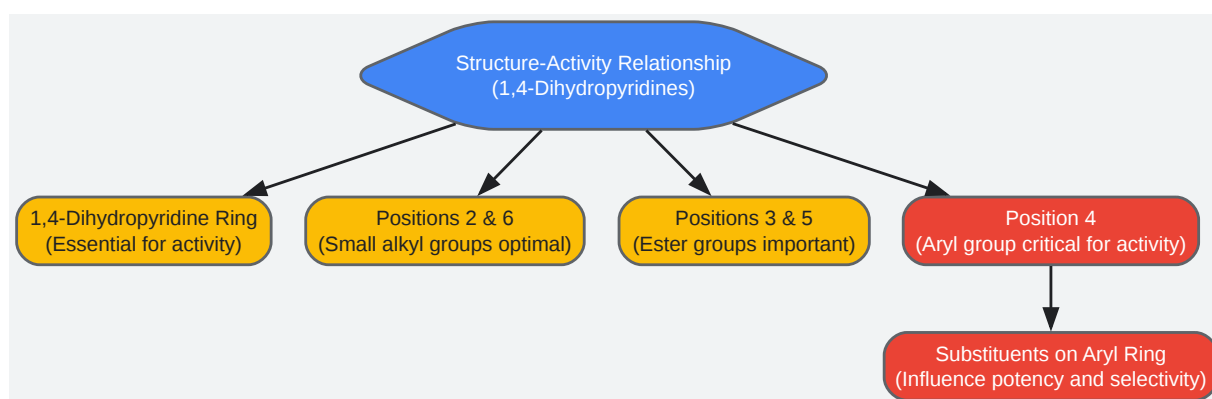 Structure-Activity Relationship
(1,4-Dihydropyridines)
1,4-Dihydropyridine Ring
(Essential for activity)
Positions 2 & 6
(Small alkyl groups optimal)
Positions 3 & 5
(Ester groups important)
Position 4
(Aryl group critical for activity)
Substituents on Aryl Ring
(Influence potency and selectivity)